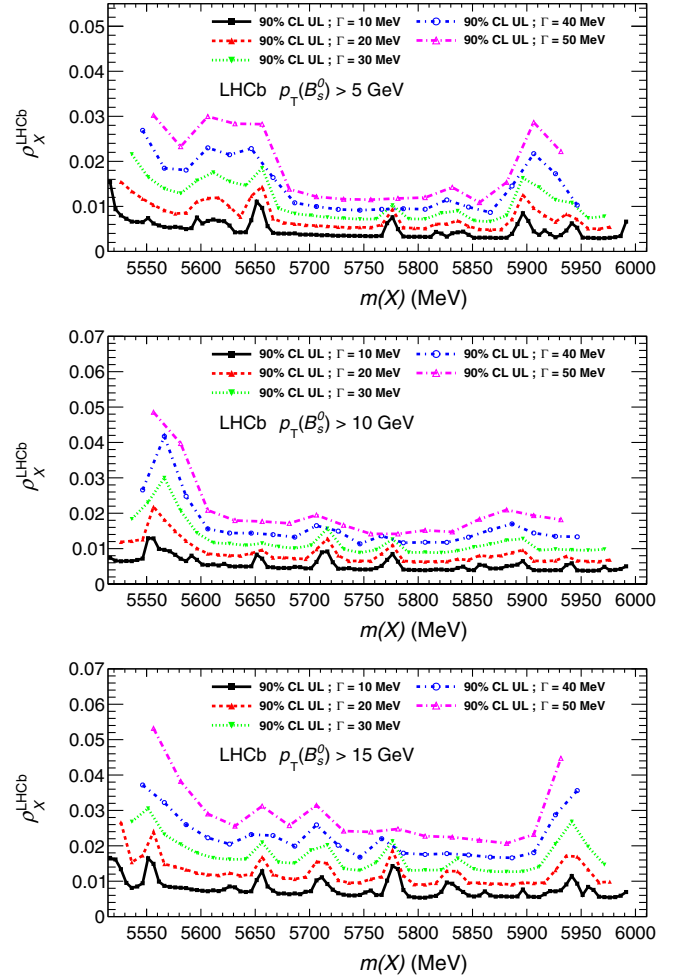 0.05
0.04
0.03
0.02
0.01
0
ρ_X^LHCb
90% CL UL ; Γ = 10 MeV
90% CL UL ; Γ = 20 MeV
90% CL UL ; Γ = 30 MeV
90% CL UL ; Γ = 40 MeV
90% CL UL ; Γ = 50 MeV
LHCb p_T(B_s^0) > 5 GeV
5550 5600 5650 5700 5750 5800 5850 5900 5950 6000
m(X) (MeV)
0.07
0.06
0.05
0.04
0.03
0.02
0.01
0
ρ_X^LHCb
90% CL UL ; Γ = 10 MeV
90% CL UL ; Γ = 20 MeV
90% CL UL ; Γ = 30 MeV
90% CL UL ; Γ = 40 MeV
90% CL UL ; Γ = 50 MeV
LHCb p_T(B_s^0) > 10 GeV
5550 5600 5650 5700 5750 5800 5850 5900 5950 6000
m(X) (MeV)
0.07
0.06
0.05
0.04
0.03
0.02
0.01
0
ρ_X^LHCb
90% CL UL ; Γ = 10 MeV
90% CL UL ; Γ = 20 MeV
90% CL UL ; Γ = 30 MeV
90% CL UL ; Γ = 40 MeV
90% CL UL ; Γ = 50 MeV
LHCb p_T(B_s^0) > 15 GeV
5550 5600 5650 5700 5750 5800 5850 5900 5950 6000
m(X) (MeV)